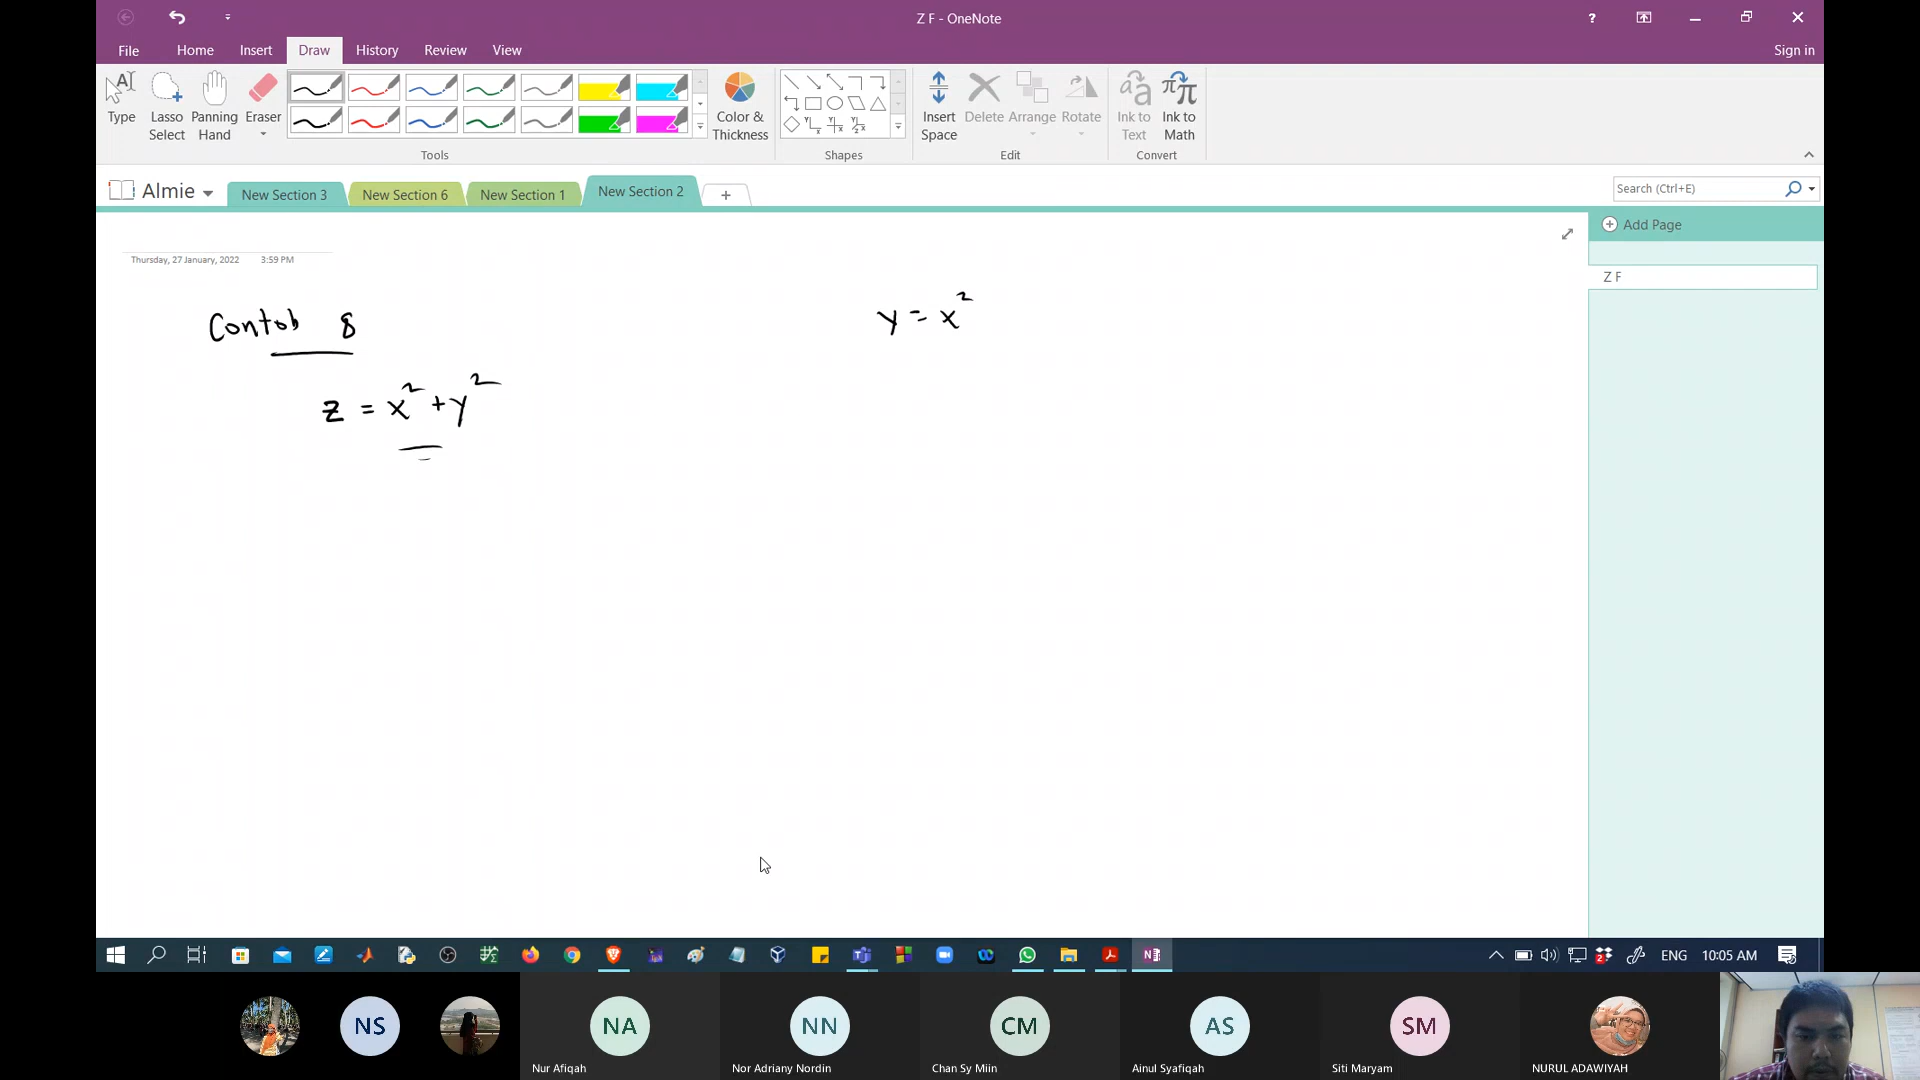 Z F - OneNote
?
File
Home
Insert
Draw
History
Review
View
Sign in
Type
Lasso Select
Panning Hand
Eraser
Color & Thickness
Insert Space
Delete
Arrange
Rotate
Ink to Text
Ink to Math
Tools
Shapes
Edit
Convert
Almie
New Section 3
New Section 6
New Section 1
New Section 2
+
Search (Ctrl+E)
Add Page
Z F
Thursday, 27 January, 2022
3:59 PM
Contoh 8
z = x² + y²
y = x²
ENG
10:05 AM
NS
NA
NN
CM
AS
SM
Nur Afiqah
Nor Adriany Nordin
Chan Sy Miin
Ainul Syafiqah
Siti Maryam
NURUL ADAWIYAH